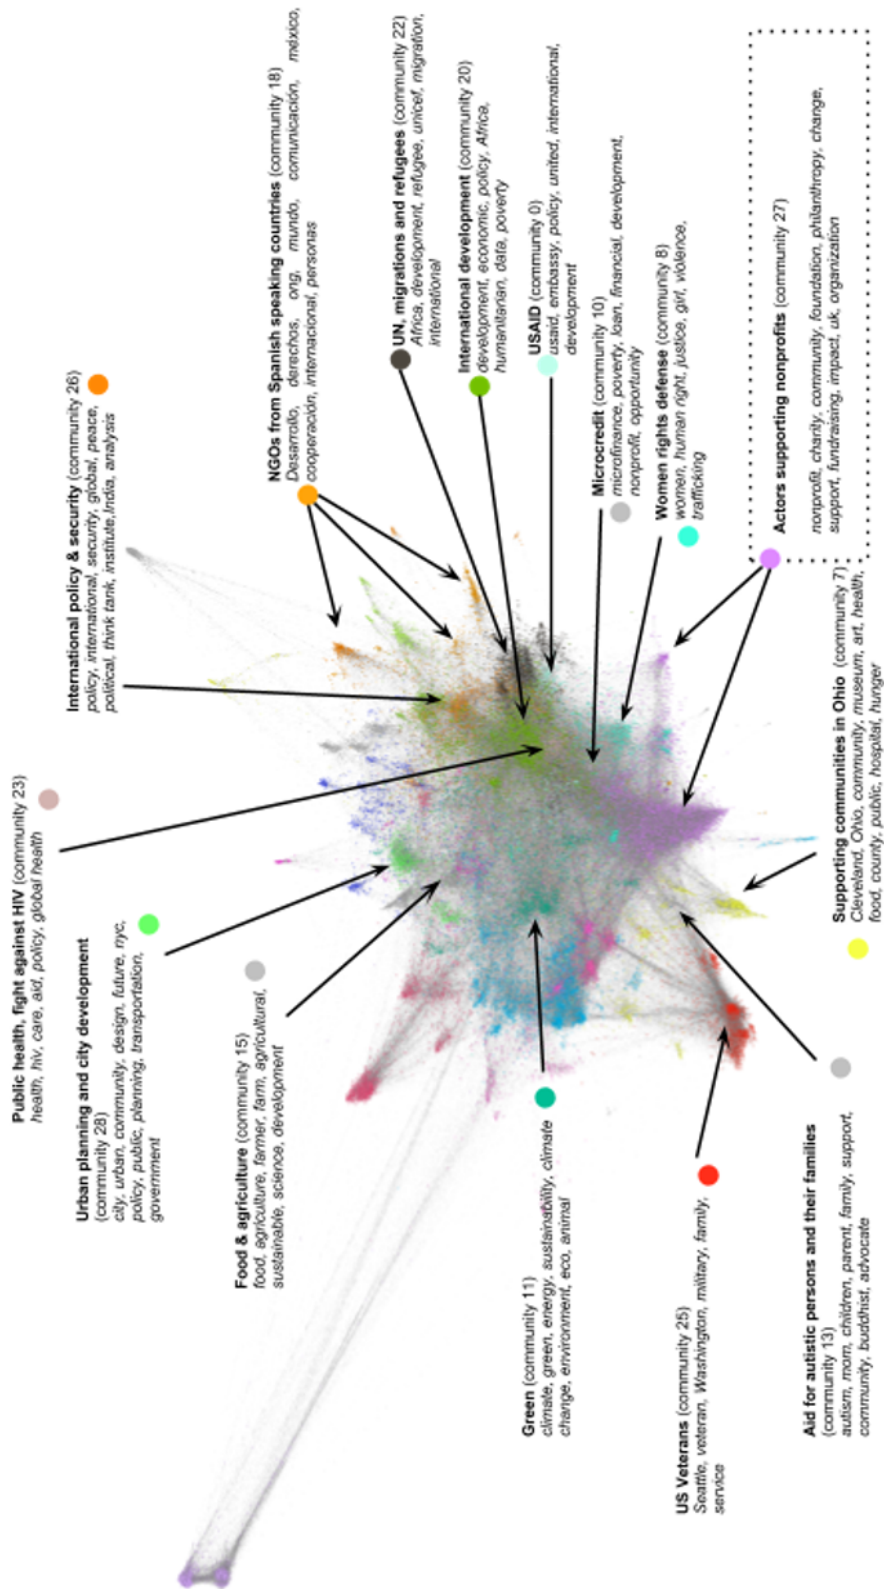 Public health, fight against HIV (community 23)
health, hiv, care, aid, policy, global health
Urban planning and city development
(community 28)
city, urban, community, design, future, nyc,
policy, public, planning, transportation,
government
Food & agriculture (community 15)
food, agriculture, farmer, farm, agricultural,
sustainable, science, development
Green (community 11)
climate, green, energy, sustainability, climate
change, environment, eco, animal
US Veterans (community 25)
Seattle, veteran, Washington, military, family,
service
Aid for autistic persons and their families
(community 13)
autism, mom, children, parent, family, support,
community, buddhist, advocate
International policy & security (community 26)
policy, international, security, global, peace,
political, think tank, institute,India, analysis
NGOs from Spanish speaking countries (community 18)
Desarrollo, derechos, ong, mundo, comunicación, méxico,
cooperación, internacional, personas
UN, migrations and refugees (community 22)
Africa, development, refugee, unicef, migration,
international
International development (community 20)
development, economic, policy, Africa,
humanitarian, data, poverty
USAID (community 0)
usaid, embassy, policy, united, international,
development
Microcredit (community 10)
microfinance, poverty, loan, financial, development,
nonprofit, opportunity
Women rights defense (community 8)
women, human right, justice, girl, violence,
trafficking
Actors supporting nonprofits (community 27)
nonprofit, charity, community, foundation, philanthropy, change,
support, fundraising, impact, uk, organization
Supporting communities in Ohio (community 7)
Cleveland, Ohio, community, museum, art, health,
food, county, public, hospital, hunger